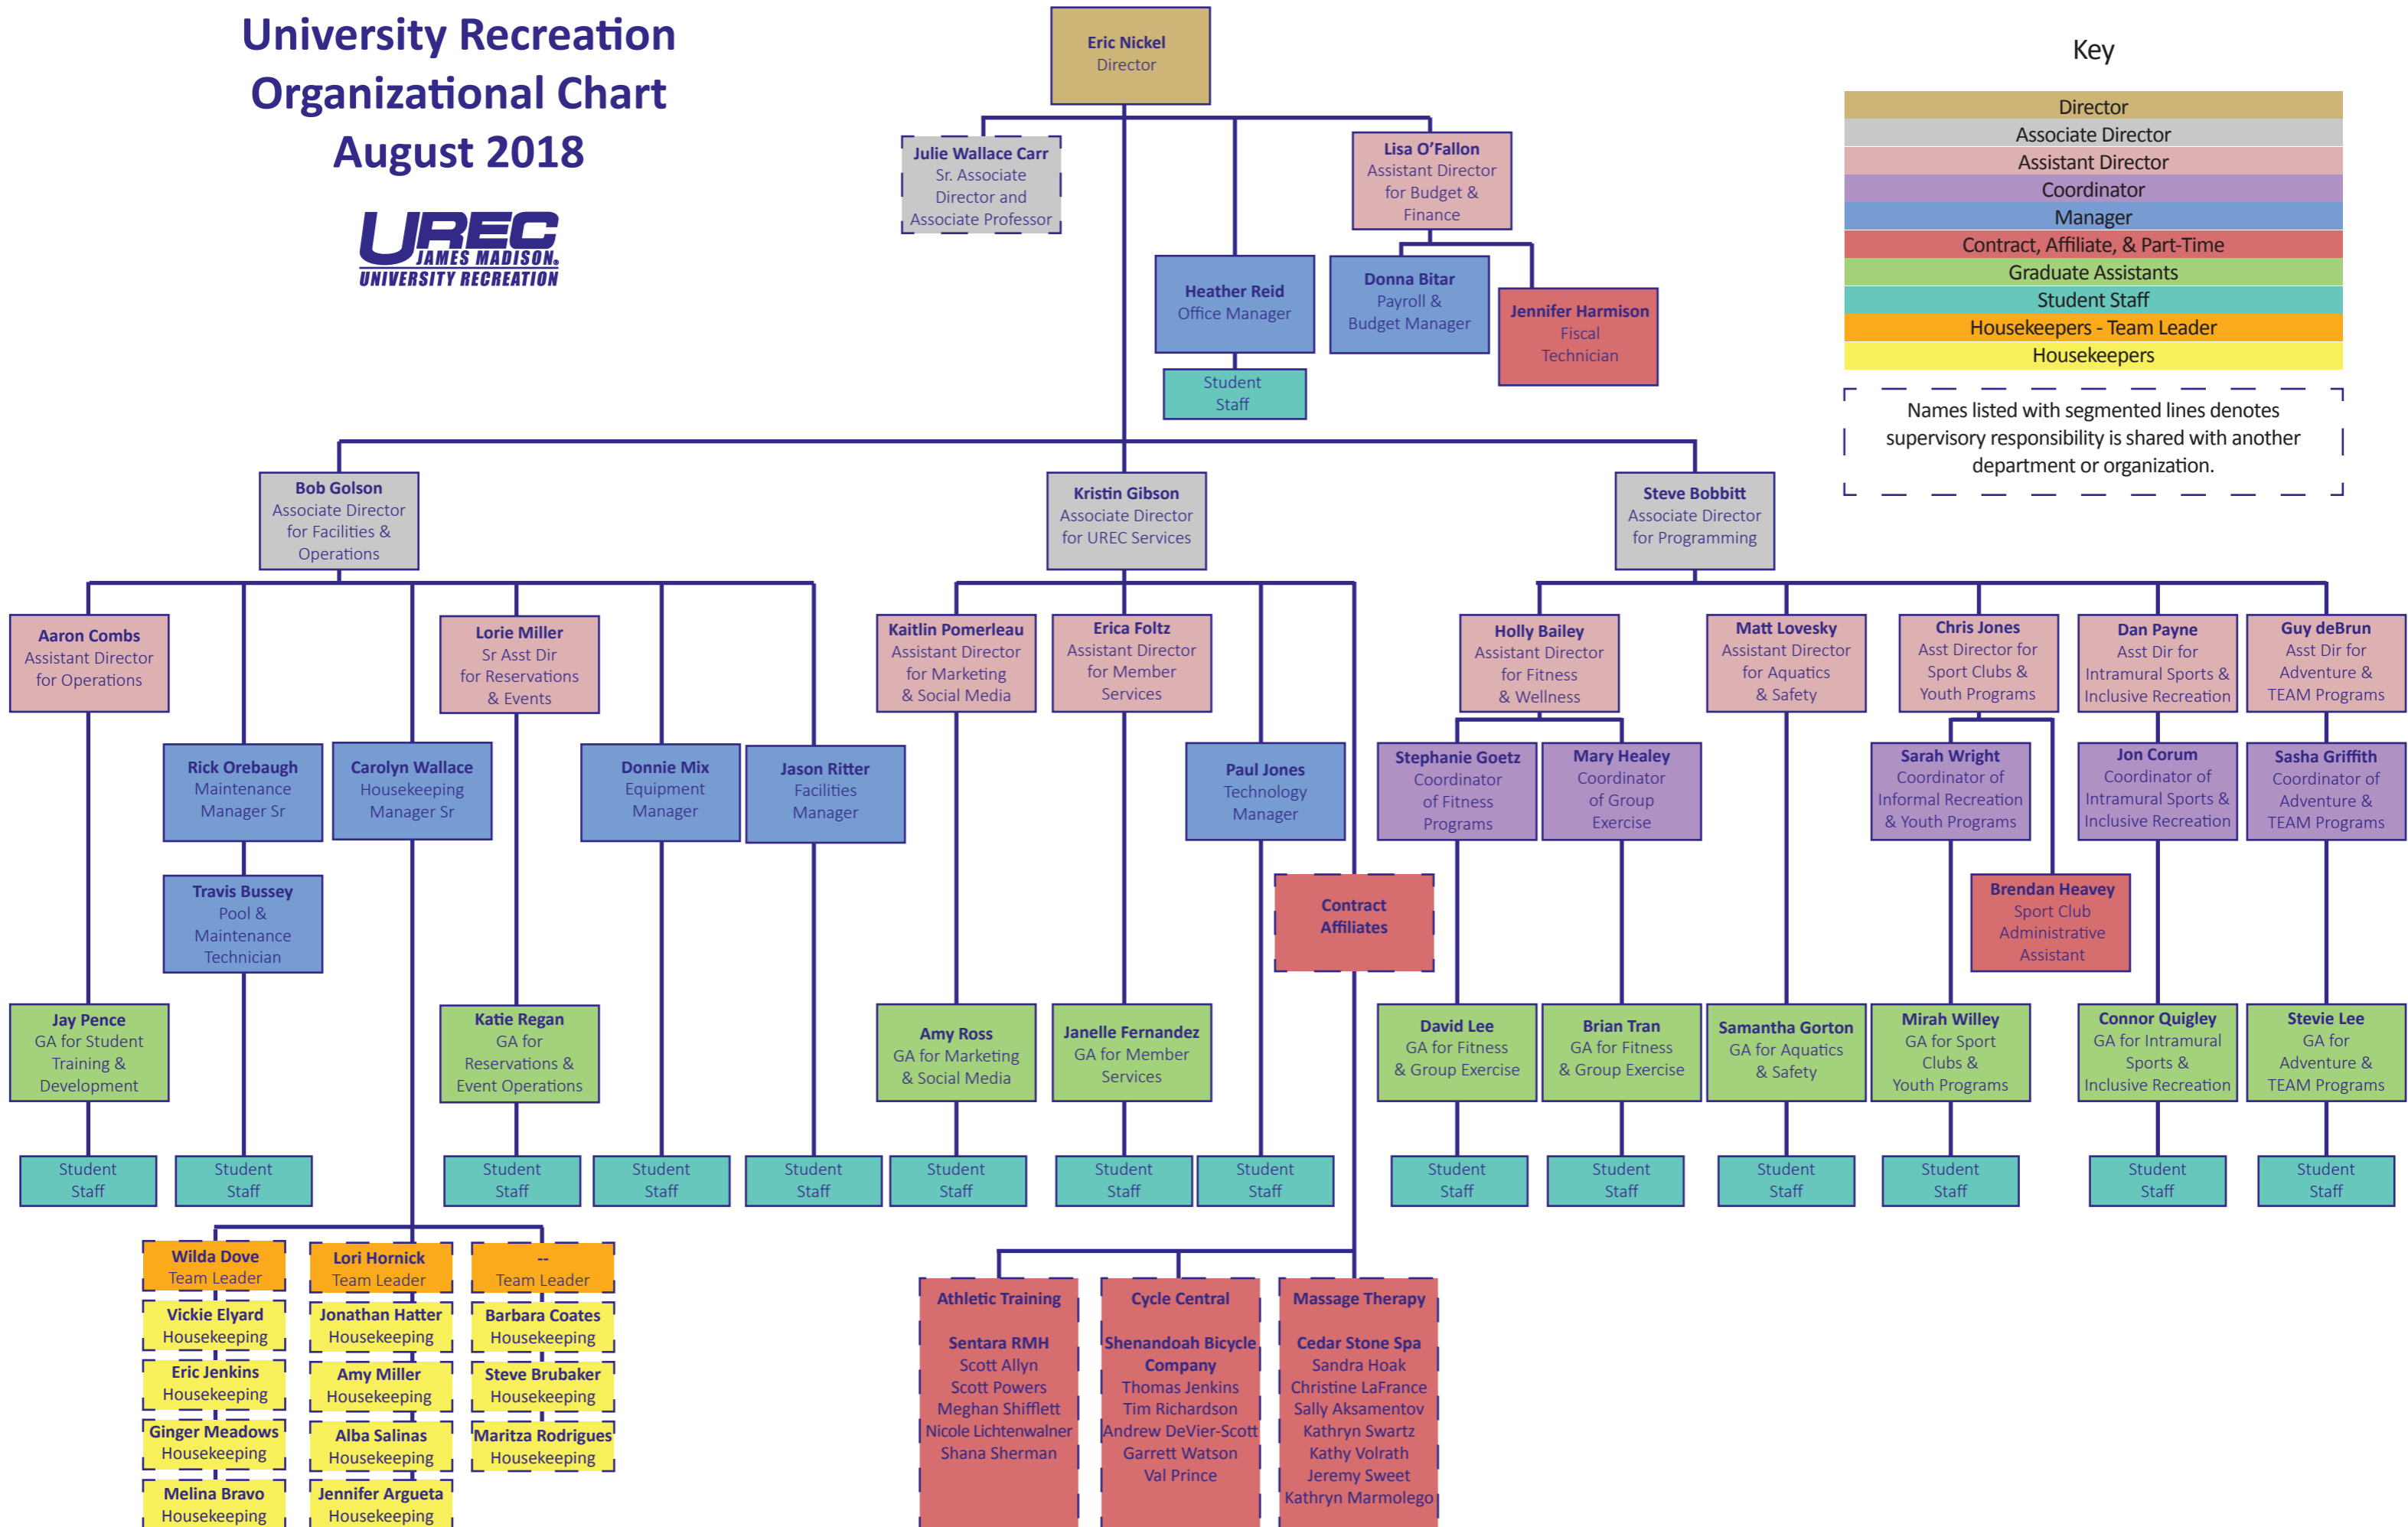 University Recreation
Organizational Chart
August 2018
UREC
JAMES MADISON®
UNIVERSITY RECREATION
Eric Nickel
Director
Julie Wallace Carr
Sr. Associate
Director and
Associate Professor
Lisa O’Fallon
Assistant Director
for Budget &
Finance
Heather Reid
Office Manager
Student
Staff
Donna Bitar
Payroll &
Budget Manager
Jennifer Harmison
Fiscal
Technician
Key
Director
Associate Director
Assistant Director
Coordinator
Manager
Contract, Affiliate, & Part-Time
Graduate Assistants
Student Staff
Housekeepers - Team Leader
Housekeepers
Names listed with segmented lines denotes
supervisory responsibility is shared with another
department or organization.
Bob Golson
Associate Director
for Facilities &
Operations
Kristin Gibson
Associate Director
for UREC Services
Steve Bobbitt
Associate Director
for Programming
Aaron Combs
Assistant Director
for Operations
Lorie Miller
Sr Asst Dir
for Reservations
& Events
Kaitlin Pomerleau
Assistant Director
for Marketing
& Social Media
Erica Foltz
Assistant Director
for Member
Services
Holly Bailey
Assistant Director
for Fitness
& Wellness
Matt Lovesky
Assistant Director
for Aquatics
& Safety
Chris Jones
Asst Director for
Sport Clubs &
Youth Programs
Dan Payne
Asst Dir for
Intramural Sports &
Inclusive Recreation
Guy deBrun
Asst Dir for
Adventure &
TEAM Programs
Rick Orebaugh
Maintenance
Manager Sr
Carolyn Wallace
Housekeeping
Manager Sr
Donnie Mix
Equipment
Manager
Jason Ritter
Facilities
Manager
Paul Jones
Technology
Manager
Stephanie Goetz
Coordinator
of Fitness
Programs
Mary Healey
Coordinator
of Group
Exercise
Sarah Wright
Coordinator of
Informal Recreation
& Youth Programs
Jon Corum
Coordinator of
Intramural Sports &
Inclusive Recreation
Sasha Griffith
Coordinator of
Adventure &
TEAM Programs
Travis Bussey
Pool &
Maintenance
Technician
Contract
Affiliates
Brendan Heavey
Sport Club
Administrative
Assistant
Jay Pence
GA for Student
Training &
Development
Katie Regan
GA for
Reservations &
Event Operations
Amy Ross
GA for Marketing
& Social Media
Janelle Fernandez
GA for Member
Services
David Lee
GA for Fitness
& Group Exercise
Brian Tran
GA for Fitness
& Group Exercise
Samantha Gorton
GA for Aquatics
& Safety
Mirah Willey
GA for Sport
Clubs &
Youth Programs
Connor Quigley
GA for Intramural
Sports &
Inclusive Recreation
Stevie Lee
GA for
Adventure &
TEAM Programs
Student
Staff
Student
Staff
Student
Staff
Student
Staff
Student
Staff
Student
Staff
Student
Staff
Student
Staff
Student
Staff
Student
Staff
Student
Staff
Student
Staff
Student
Staff
Student
Staff
Wilda Dove
Team Leader
Vickie Elyard
Housekeeping
Eric Jenkins
Housekeeping
Ginger Meadows
Housekeeping
Melina Bravo
Housekeeping
Lori Hornick
Team Leader
Jonathan Hatter
Housekeeping
Amy Miller
Housekeeping
Alba Salinas
Housekeeping
Jennifer Argueta
Housekeeping
--
Team Leader
Barbara Coates
Housekeeping
Steve Brubaker
Housekeeping
Maritza Rodrigues
Housekeeping
Athletic Training
Sentara RMH
Scott Allyn
Scott Powers
Meghan Shifflett
Nicole Lichtenwalner
Shana Sherman
Cycle Central
Shenandoah Bicycle
Company
Thomas Jenkins
Tim Richardson
Andrew DeVier-Scott
Garrett Watson
Val Prince
Massage Therapy
Cedar Stone Spa
Sandra Hoak
Christine LaFrance
Sally Aksamentov
Kathryn Swartz
Kathy Volrath
Jeremy Sweet
Kathryn Marmolego